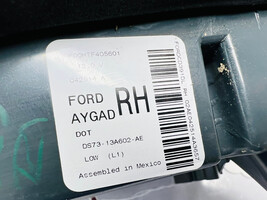 FORD RH
AYGAD
DOT
DS73-13A602-AE
LOW (L1)
Assembled in Mexico